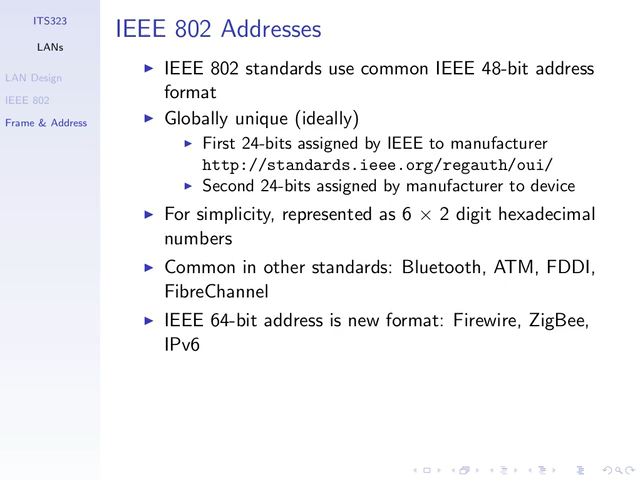 ITS323
LANs
LAN Design
IEEE 802
Frame & Address
IEEE 802 Addresses
IEEE 802 standards use common IEEE 48-bit address
format
Globally unique (ideally)
First 24-bits assigned by IEEE to manufacturer
http://standards.ieee.org/regauth/oui/
Second 24-bits assigned by manufacturer to device
For simplicity, represented as 6 × 2 digit hexadecimal
numbers
Common in other standards: Bluetooth, ATM, FDDI,
FibreChannel
IEEE 64-bit address is new format: Firewire, ZigBee,
IPv6